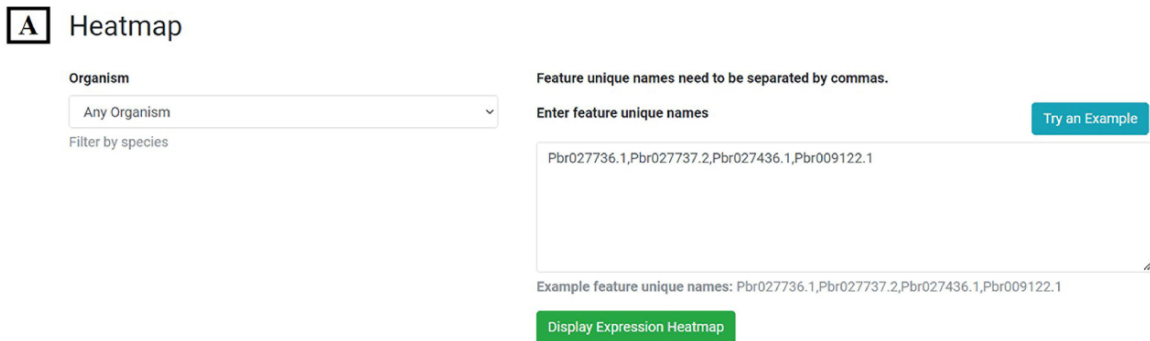 A Heatmap
Organism
Any Organism
Filter by species
Feature unique names need to be separated by commas.
Enter feature unique names
Try an Example
Pbr027736.1,Pbr027737.2,Pbr027436.1,Pbr009122.1
Example feature unique names: Pbr027736.1,Pbr027737.2,Pbr027436.1,Pbr009122.1
Display Expression Heatmap